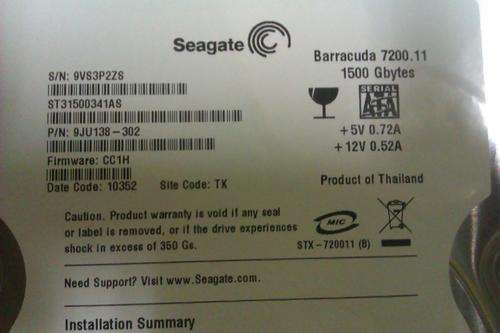 Seagate
Barracuda 7200.11
1500 Gbytes
S/N: 9VS3P2ZS
ST31500341AS
P/N: 9JU138-302
Firmware: CC1H
Date Code: 10352 Site Code: TK
SERIAL
ATA
+5V 0.72A
+12V 0.52A
Product of Thailand
Caution. Product warranty is void if any seal
or label is removed, or if the drive experiences
shock in excess of 350 Gs.
MIC
STX-720011 (B)
Need Support? Visit www.Seagate.com.
Installation Summary